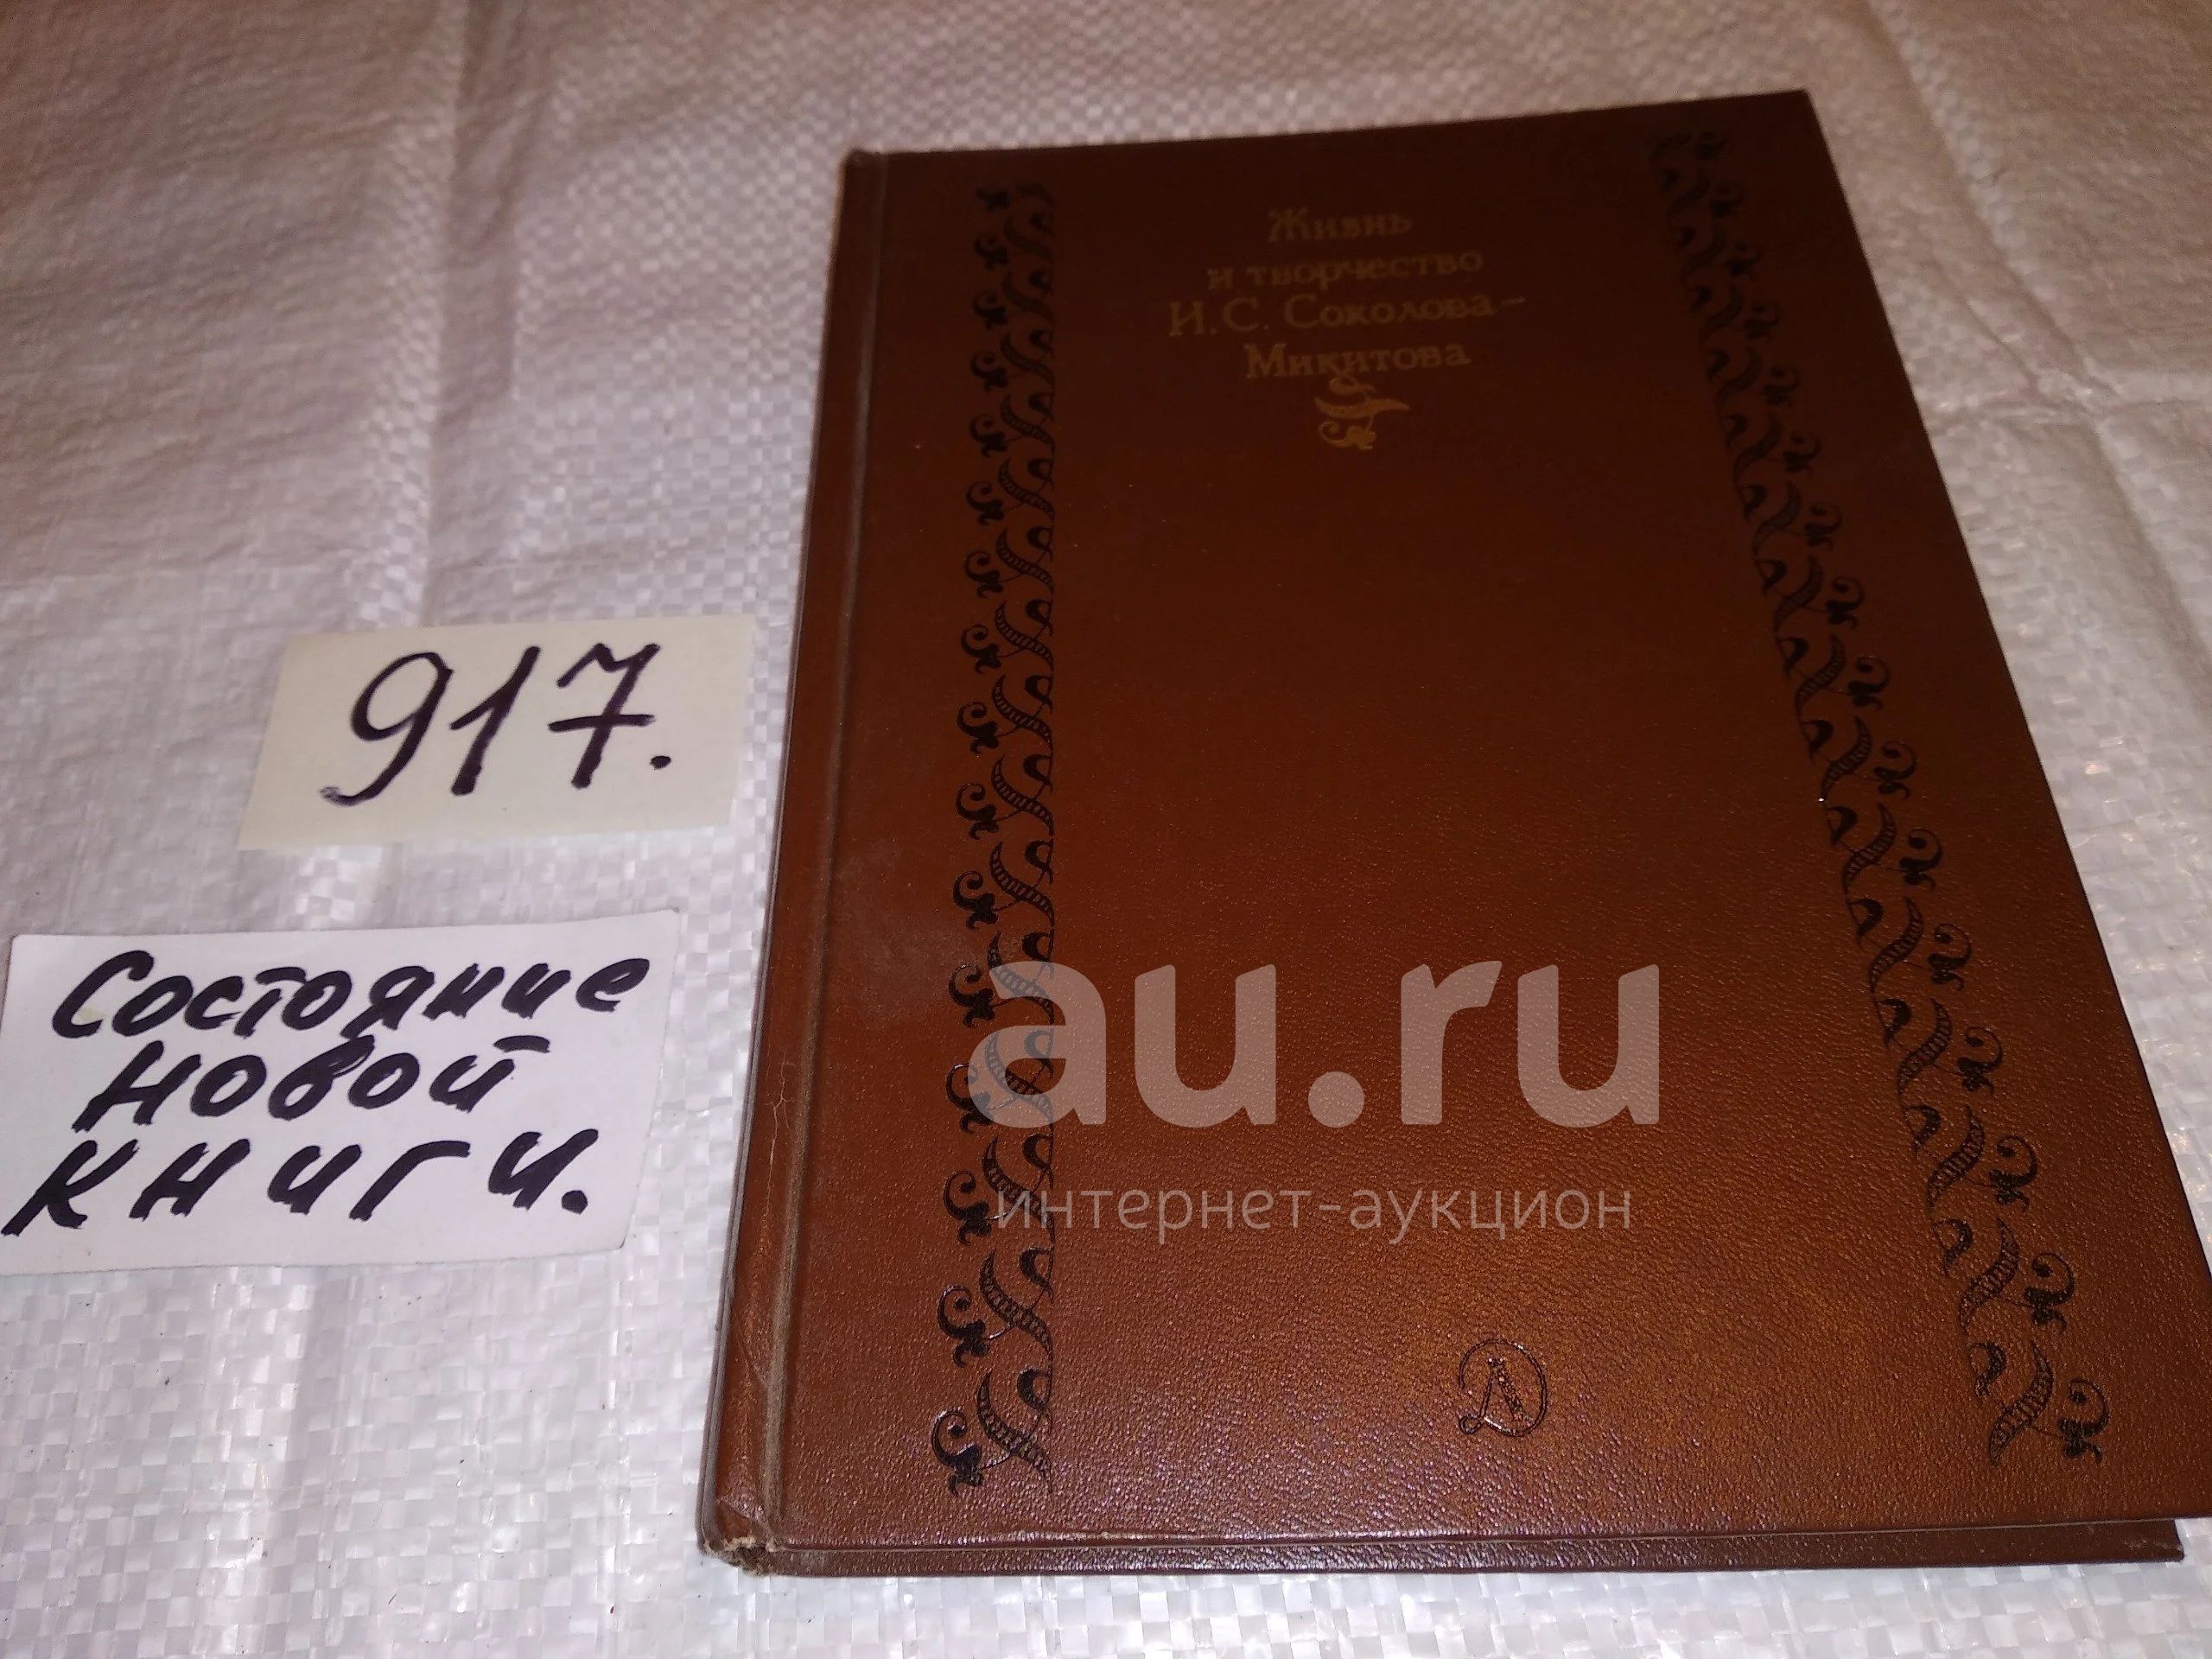 Жизнь
и творчество
И. С. Соколова-
Микитова
917.
Состояние
новой
книги.
au.ru
интернет-аукцион